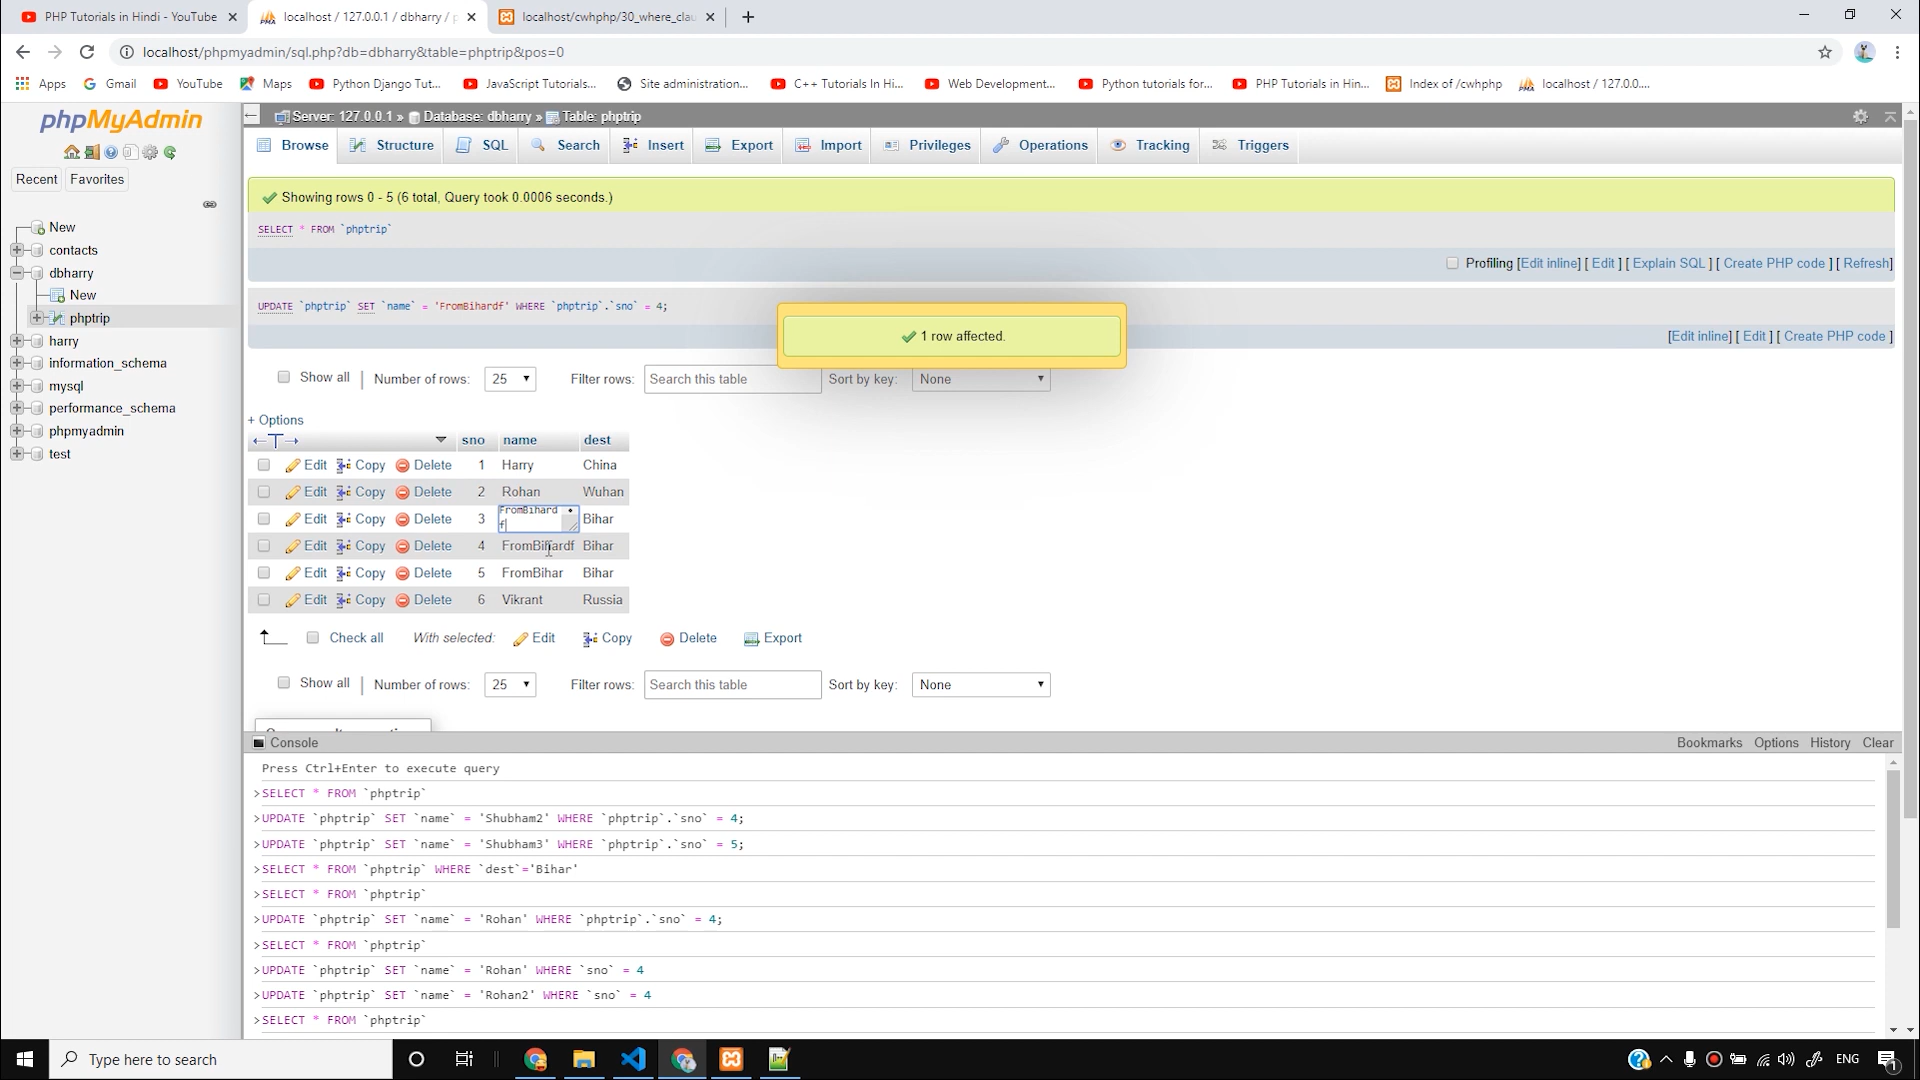 PHP Tutorials in Hindi - YouTube
localhost / 127.0.0.1 / dbharry / p
localhost/cwhphp/30_where_clau
localhost/phpmyadmin/sql.php?db=dbharry&table=phptrip&pos=0
Apps
Gmail
YouTube
Maps
Python Django Tut...
JavaScript Tutorials...
Site administration...
C++ Tutorials In Hi...
Web Development...
Python tutorials for...
PHP Tutorials in Hin...
Index of /cwhphp
localhost / 127.0.0....
phpMyAdmin
Recent
Favorites
New
contacts
dbharry
New
phptrip
harry
information_schema
mysql
performance_schema
phpmyadmin
test
Server: 127.0.0.1 » Database: dbharry » Table: phptrip
Browse
Structure
SQL
Search
Insert
Export
Import
Privileges
Operations
Tracking
Triggers
Showing rows 0 - 5 (6 total, Query took 0.0006 seconds.)
SELECT * FROM `phptrip`
Profiling [Edit inline] [ Edit ] [ Explain SQL ] [ Create PHP code ] [ Refresh]
UPDATE `phptrip` SET `name` = 'FromBihardf' WHERE `phptrip`.`sno` = 4;
1 row affected.
[Edit inline] [ Edit ] [ Create PHP code ]
Show all | Number of rows: 25 Filter rows: Search this table Sort by key: None
+ Options
sno name dest
Edit Copy Delete 1 Harry China
Edit Copy Delete 2 Rohan Wuhan
Edit Copy Delete 3 FromBihard Bihar
f
Edit Copy Delete 4 FromBihardf Bihar
Edit Copy Delete 5 FromBihar Bihar
Edit Copy Delete 6 Vikrant Russia
Check all With selected: Edit Copy Delete Export
Show all | Number of rows: 25 Filter rows: Search this table Sort by key: None
Console
Bookmarks Options History Clear
Press Ctrl+Enter to execute query
>SELECT * FROM `phptrip`
>UPDATE `phptrip` SET `name` = 'Shubham2' WHERE `phptrip`.`sno` = 4;
>UPDATE `phptrip` SET `name` = 'Shubham3' WHERE `phptrip`.`sno` = 5;
>SELECT * FROM `phptrip` WHERE `dest`='Bihar'
>SELECT * FROM `phptrip`
>UPDATE `phptrip` SET `name` = 'Rohan' WHERE `phptrip`.`sno` = 4;
>SELECT * FROM `phptrip`
>UPDATE `phptrip` SET `name` = 'Rohan' WHERE `sno` = 4
>UPDATE `phptrip` SET `name` = 'Rohan2' WHERE `sno` = 4
>SELECT * FROM `phptrip`
Type here to search
ENG
1